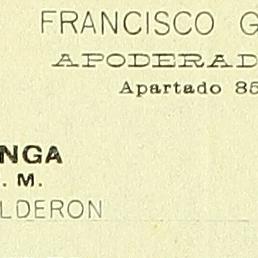 FRANCISCO G
APODERAD
Apartado 85
NGA
. M.
LDERON